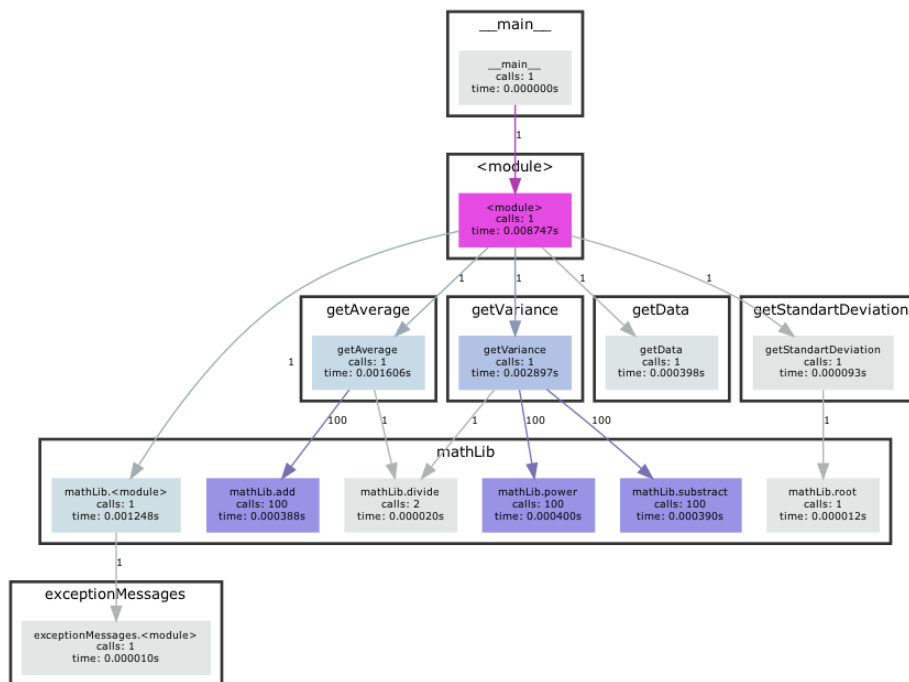 __main__
__main__
calls: 1
time: 0.000000s
1
<module>
<module>
calls: 1
time: 0.008747s
1
1
1
1
1
getAverage
getAverage
calls: 1
time: 0.001606s
getVariance
getVariance
calls: 1
time: 0.002897s
getData
getData
calls: 1
time: 0.000398s
getStandartDeviation
getStandartDeviation
calls: 1
time: 0.000093s
100
1
1
100
100
1
mathLib
mathLib.<module>
calls: 1
time: 0.001248s
mathLib.add
calls: 100
time: 0.000388s
mathLib.divide
calls: 2
time: 0.000020s
mathLib.power
calls: 100
time: 0.000400s
mathLib.substract
calls: 100
time: 0.000390s
mathLib.root
calls: 1
time: 0.000012s
1
exceptionMessages
exceptionMessages.<module>
calls: 1
time: 0.000010s